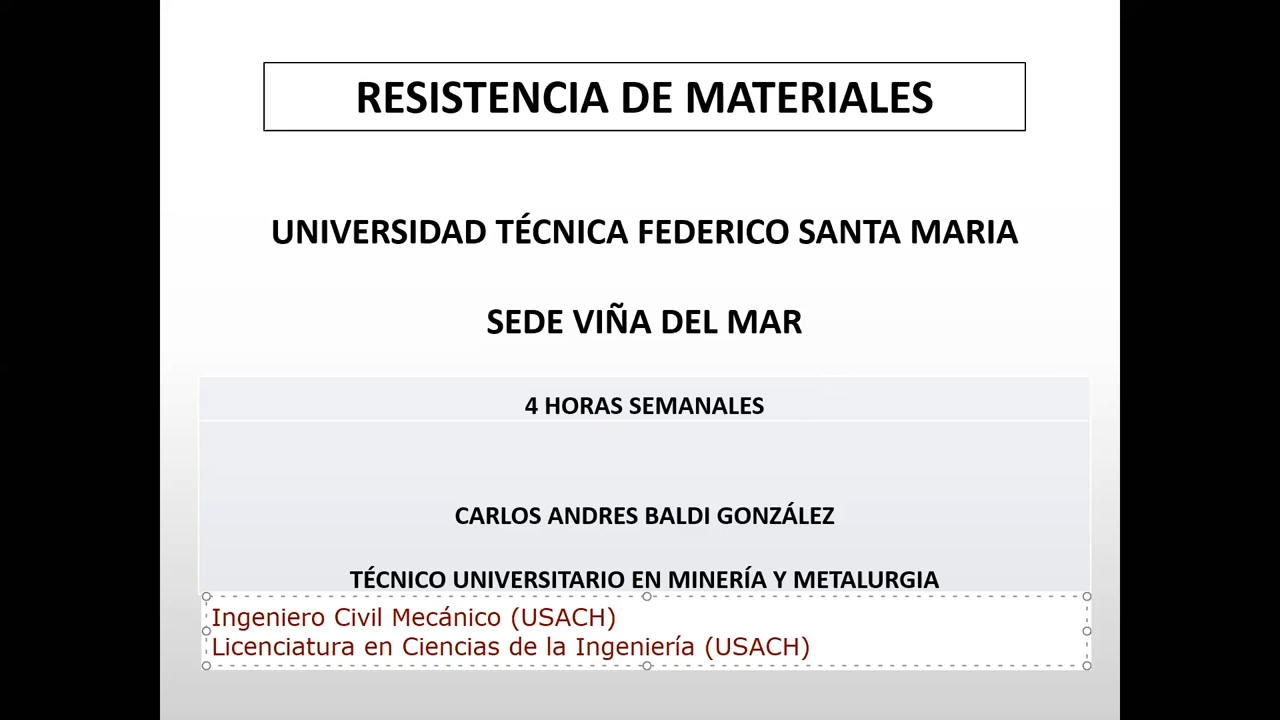 RESISTENCIA DE MATERIALES
UNIVERSIDAD TÉCNICA FEDERICO SANTA MARIA
SEDE VIÑA DEL MAR
4 HORAS SEMANALES
CARLOS ANDRES BALDI GONZÁLEZ
TÉCNICO UNIVERSITARIO EN MINERÍA Y METALURGIA
Ingeniero Civil Mecánico (USACH)
Licenciatura en Ciencias de la Ingeniería (USACH)